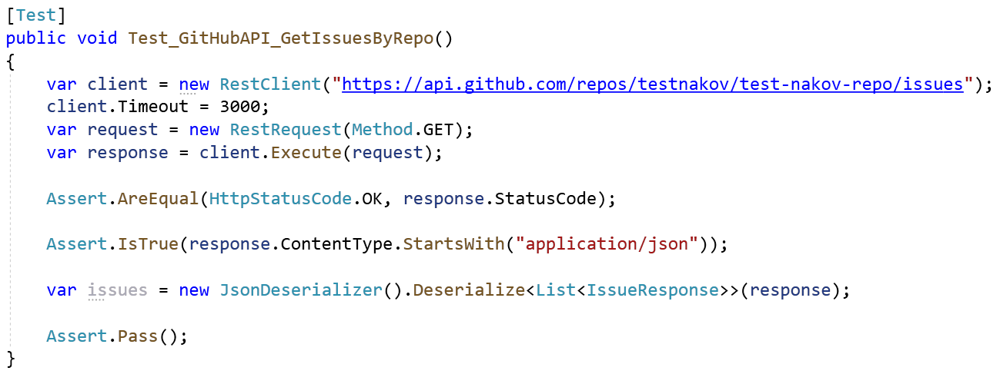 [Test]
public void Test_GitHubAPI_GetIssuesByRepo()
{
    var client = new RestClient("https://api.github.com/repos/testnakov/test-nakov-repo/issues");
    client.Timeout = 3000;
    var request = new RestRequest(Method.GET);
    var response = client.Execute(request);

    Assert.AreEqual(HttpStatusCode.OK, response.StatusCode);

    Assert.IsTrue(response.ContentType.StartsWith("application/json"));

    var issues = new JsonDeserializer().Deserialize<List<IssueResponse>>(response);

    Assert.Pass();
}